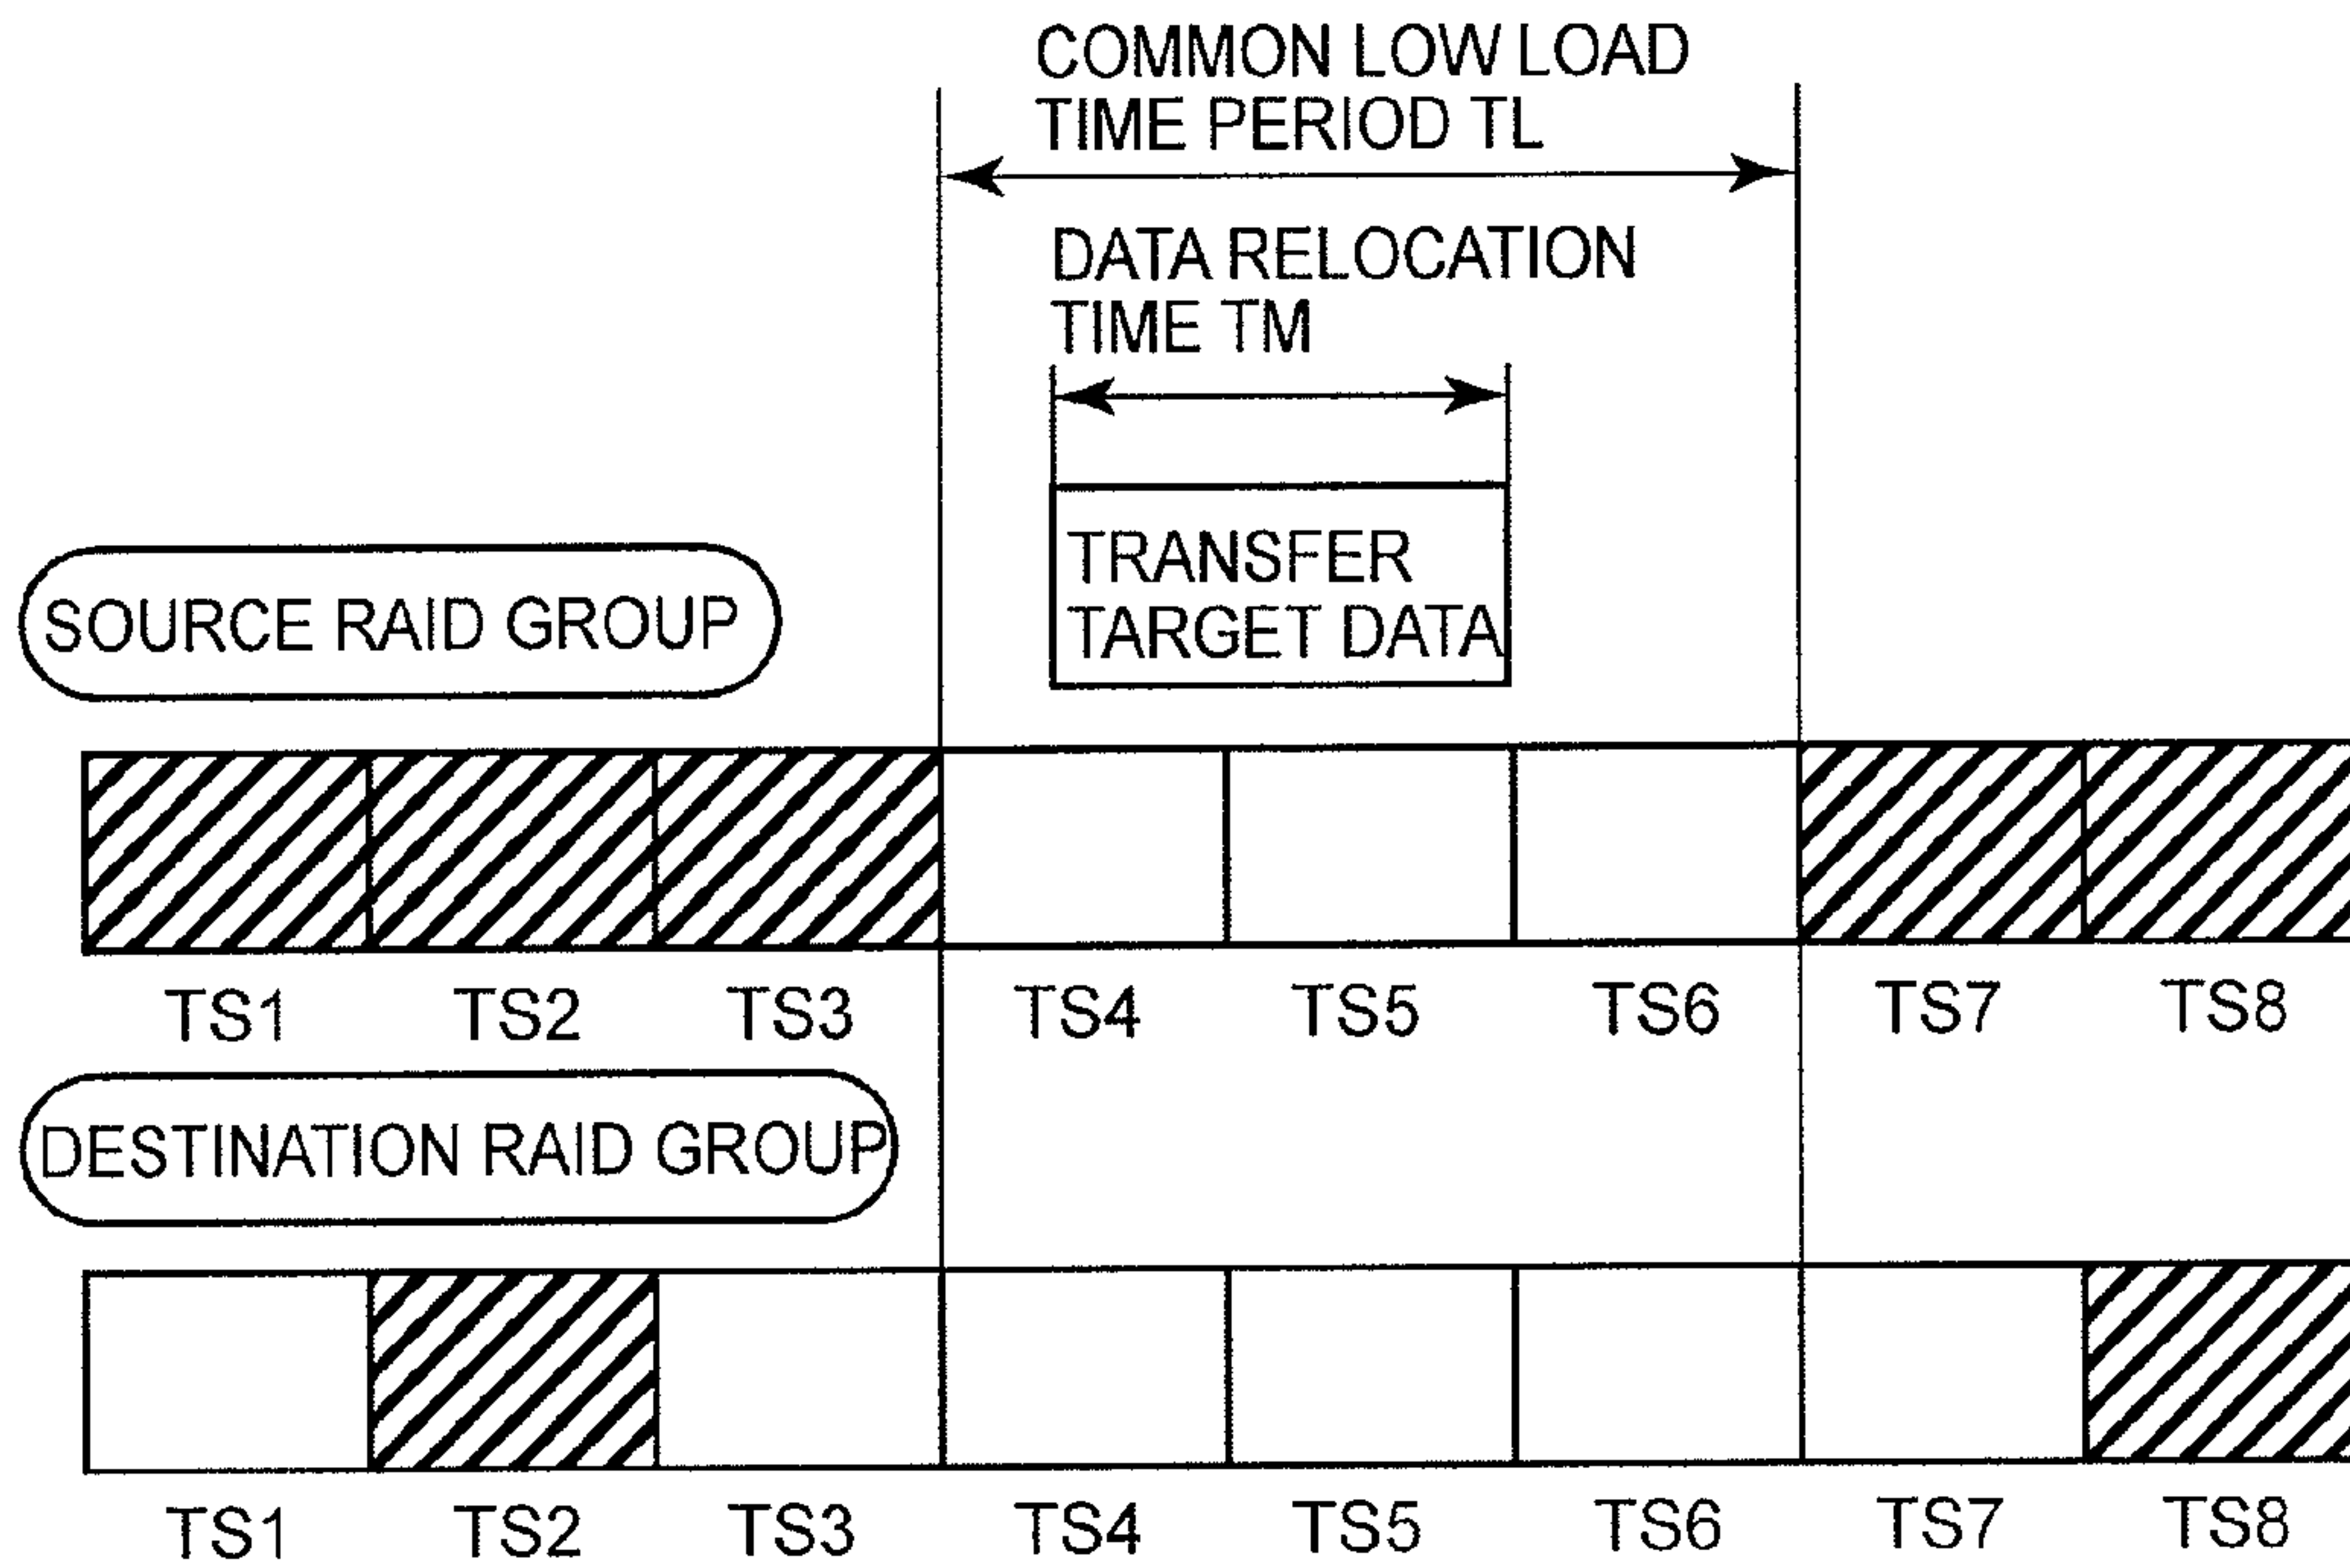 COMMON LOW LOAD
TIME PERIOD TL
DATA RELOCATION
TIME TM
TRANSFER
TARGET DATA
SOURCE RAID GROUP
TS1 TS2 TS3 TS4 TS5 TS6 TS7 TS8
DESTINATION RAID GROUP
TS1 TS2 TS3 TS4 TS5 TS6 TS7 TS8